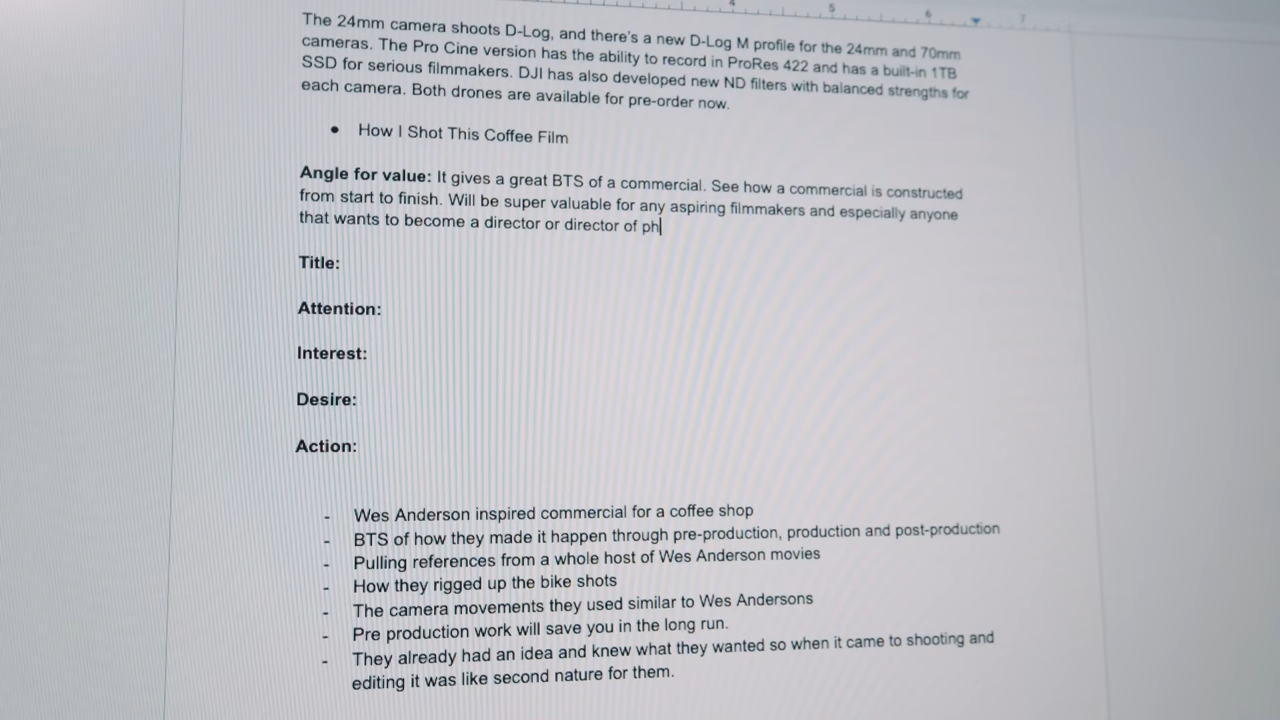 4 5 6 7
The 24mm camera shoots D-Log, and there's a new D-Log M profile for the 24mm and 70mm
cameras. The Pro Cine version has the ability to record in ProRes 422 and has a built-in 1TB
SSD for serious filmmakers. DJI has also developed new ND filters with balanced strengths for
each camera. Both drones are available for pre-order now.
● How I Shot This Coffee Film
Angle for value: It gives a great BTS of a commercial. See how a commercial is constructed
from start to finish. Will be super valuable for any aspiring filmmakers and especially anyone
that wants to become a director or director of ph
Title:
Attention:
Interest:
Desire:
Action:
- Wes Anderson inspired commercial for a coffee shop
- BTS of how they made it happen through pre-production, production and post-production
- Pulling references from a whole host of Wes Anderson movies
- How they rigged up the bike shots
- The camera movements they used similar to Wes Andersons
- Pre production work will save you in the long run.
- They already had an idea and knew what they wanted so when it came to shooting and
editing it was like second nature for them.